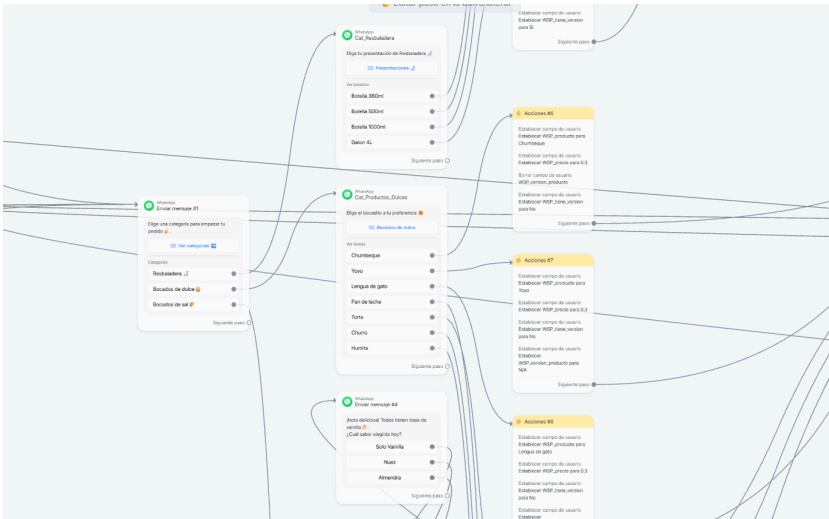 Editar paso en la barra lateral
WhatsApp
Cat_Resbaladera
Elige tu presentación de Resbaladera
Presentaciones
Ver tamaños
Botella 360ml
Botella 500ml
Botella 1000ml
Galon 4L
Siguiente paso
WhatsApp
Enviar mensaje #1
Elige una categoría para empezar tu
pedido
Ver categorías
Categorías
Resbaladera
Bocados de dulce
Bocados de sal
Siguiente paso
WhatsApp
Cat_Productos_Dulces
Elige el bocadito a tu preferencia
Bocados de dulce
Ver dulces
Chumbeque
Yoyo
Lengua de gato
Pan de leche
Torta
Churro
Humita
Siguiente paso
WhatsApp
Enviar mensaje #4
¡Nota deliciosa! Todos tienen base de
vainilla
¿Cuál sabor elegirás hoy?
Solo Vainilla
Nuez
Almendra
Siguiente paso
Establecer campo de usuario
Establecer WSP_tiene_version
para Si
Siguiente paso
Acciones #6
Establecer campo de usuario
Establecer WSP_producto para
Chumbeque
Establecer campo de usuario
Establecer WSP_precio para 0.3
Borrar campo de usuario
WSP_version_producto
Establecer campo de usuario
Establecer WSP_tiene_version
para No
Siguiente paso
Acciones #7
Establecer campo de usuario
Establecer WSP_producto para
Yoyo
Establecer campo de usuario
Establecer WSP_precio para 0.3
Establecer campo de usuario
Establecer WSP_tiene_version
para No
Establecer campo de usuario
Establecer
WSP_version_producto para
N/A
Siguiente paso
Acciones #8
Establecer campo de usuario
Establecer WSP_producto para
Lengua de gato
Establecer campo de usuario
Establecer WSP_precio para 0.3
Establecer campo de usuario
Establecer WSP_tiene_version
para No
Establecer campo de usuario
Establecer